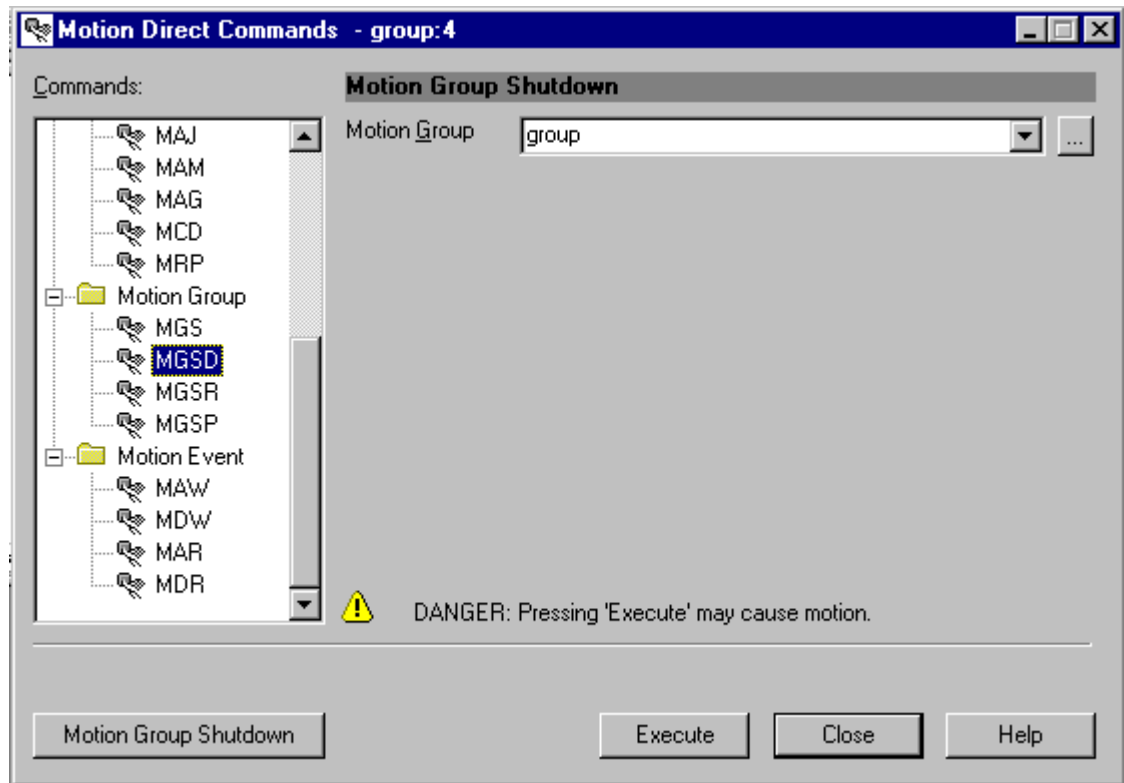 Motion Direct Commands - group:4
Commands:
Motion Group Shutdown
Motion Group
group
...
MAJ
MAM
MAG
MCD
MRP
Motion Group
MGS
MGSD
MGSR
MGSP
Motion Event
MAW
MDW
MAR
MDR
DANGER: Pressing 'Execute' may cause motion.
Motion Group Shutdown
Execute
Close
Help